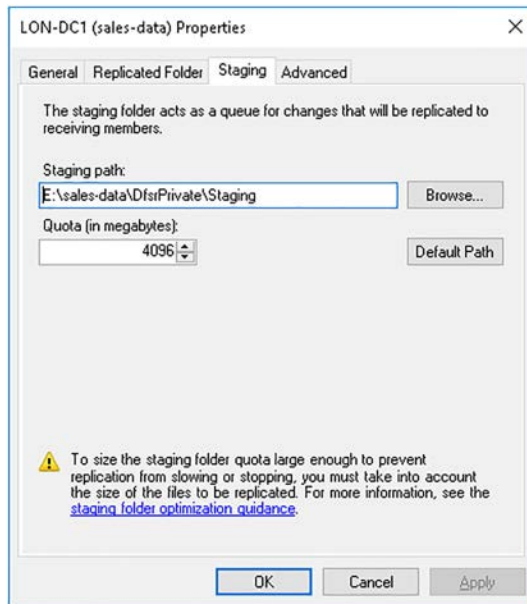 LON-DC1 (sales-data) Properties
General Replicated Folder Staging Advanced
The staging folder acts as a queue for changes that will be replicated to
receiving members.
Staging path:
E:\sales-data\DfsrPrivate\Staging Browse...
Quota (in megabytes):
4096 Default Path
To size the staging folder quota large enough to prevent
replication from slowing or stopping, you must take into account
the size of the files to be replicated. For more information, see the
staging folder optimization guidance.
OK Cancel Apply